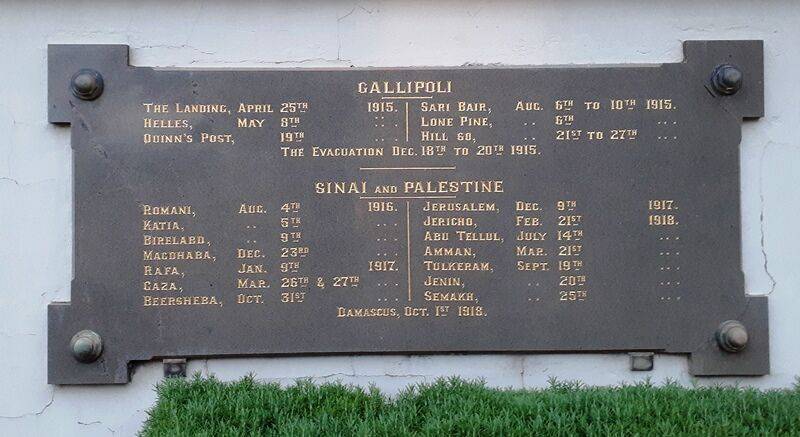 GALLIPOLI
THE LANDING, APRIL 25TH 1915.
HELLES, MAY 8TH .. ...
QUINN'S POST, 19TH ...
SARI BAIR, AUG. 6TH TO 10TH 1915.
LONE PINE, .. 6TH ...
HILL 60, .. 21ST TO 27TH ...
THE EVACUATION DEC. 18TH TO 20TH 1915.
SINAI AND PALESTINE
ROMANI, AUG. 4TH 1916.
KATIA, .. 5TH ...
BIRELABD, .. 9TH ...
MAGDHABA, DEC. 23RD ...
RAFA, JAN. 9TH 1917.
GAZA, MAR. 26TH & 27TH ...
BEERSHEBA, OCT. 31ST ...
JERUSALEM, DEC. 9TH 1917.
JERICHO, FEB. 21ST 1918.
ABU TELLUL, JULY 14TH ...
AMMAN, MAR. 21ST ...
TULKERAM, SEPT. 19TH ...
JENIN, .. 20TH ...
SEMAKH, .. 25TH ...
DAMASCUS, OCT. 1ST 1918.